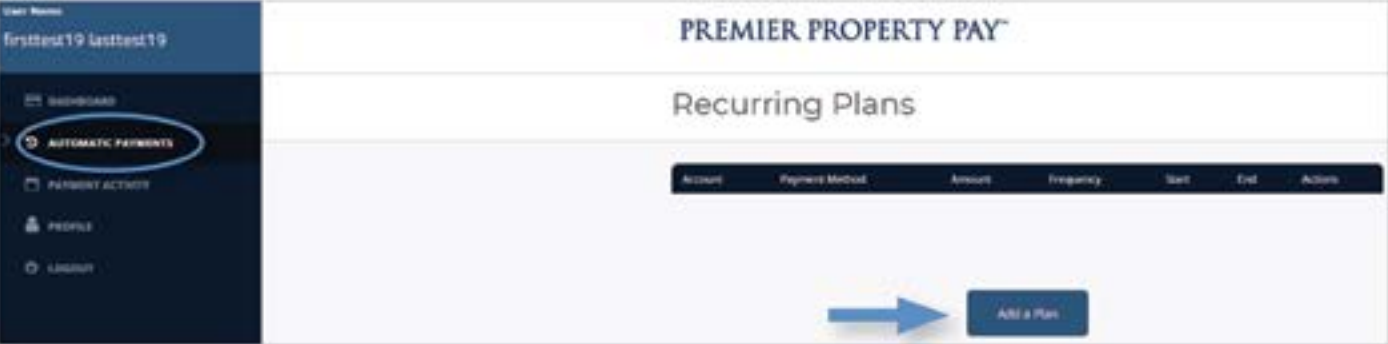 User Name:
firsttest19 lasttest19
DASHBOARD
AUTOMATIC PAYMENTS
PAYMENT ACTIVITY
PROFILE
LOGOUT
PREMIER PROPERTY PAY™
Recurring Plans
Account Payment Method Amount Frequency Start End Actions
Add a Plan